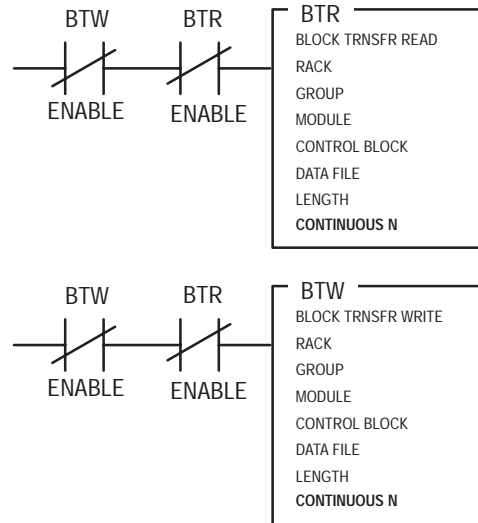 BTW BTR BTR
BLOCK TRNSFR READ
RACK
GROUP
MODULE
CONTROL BLOCK
DATA FILE
LENGTH
CONTINUOUS N
ENABLE ENABLE
BTW BTR BTW
BLOCK TRNSFR WRITE
RACK
GROUP
MODULE
CONTROL BLOCK
DATA FILE
LENGTH
CONTINUOUS N
ENABLE ENABLE